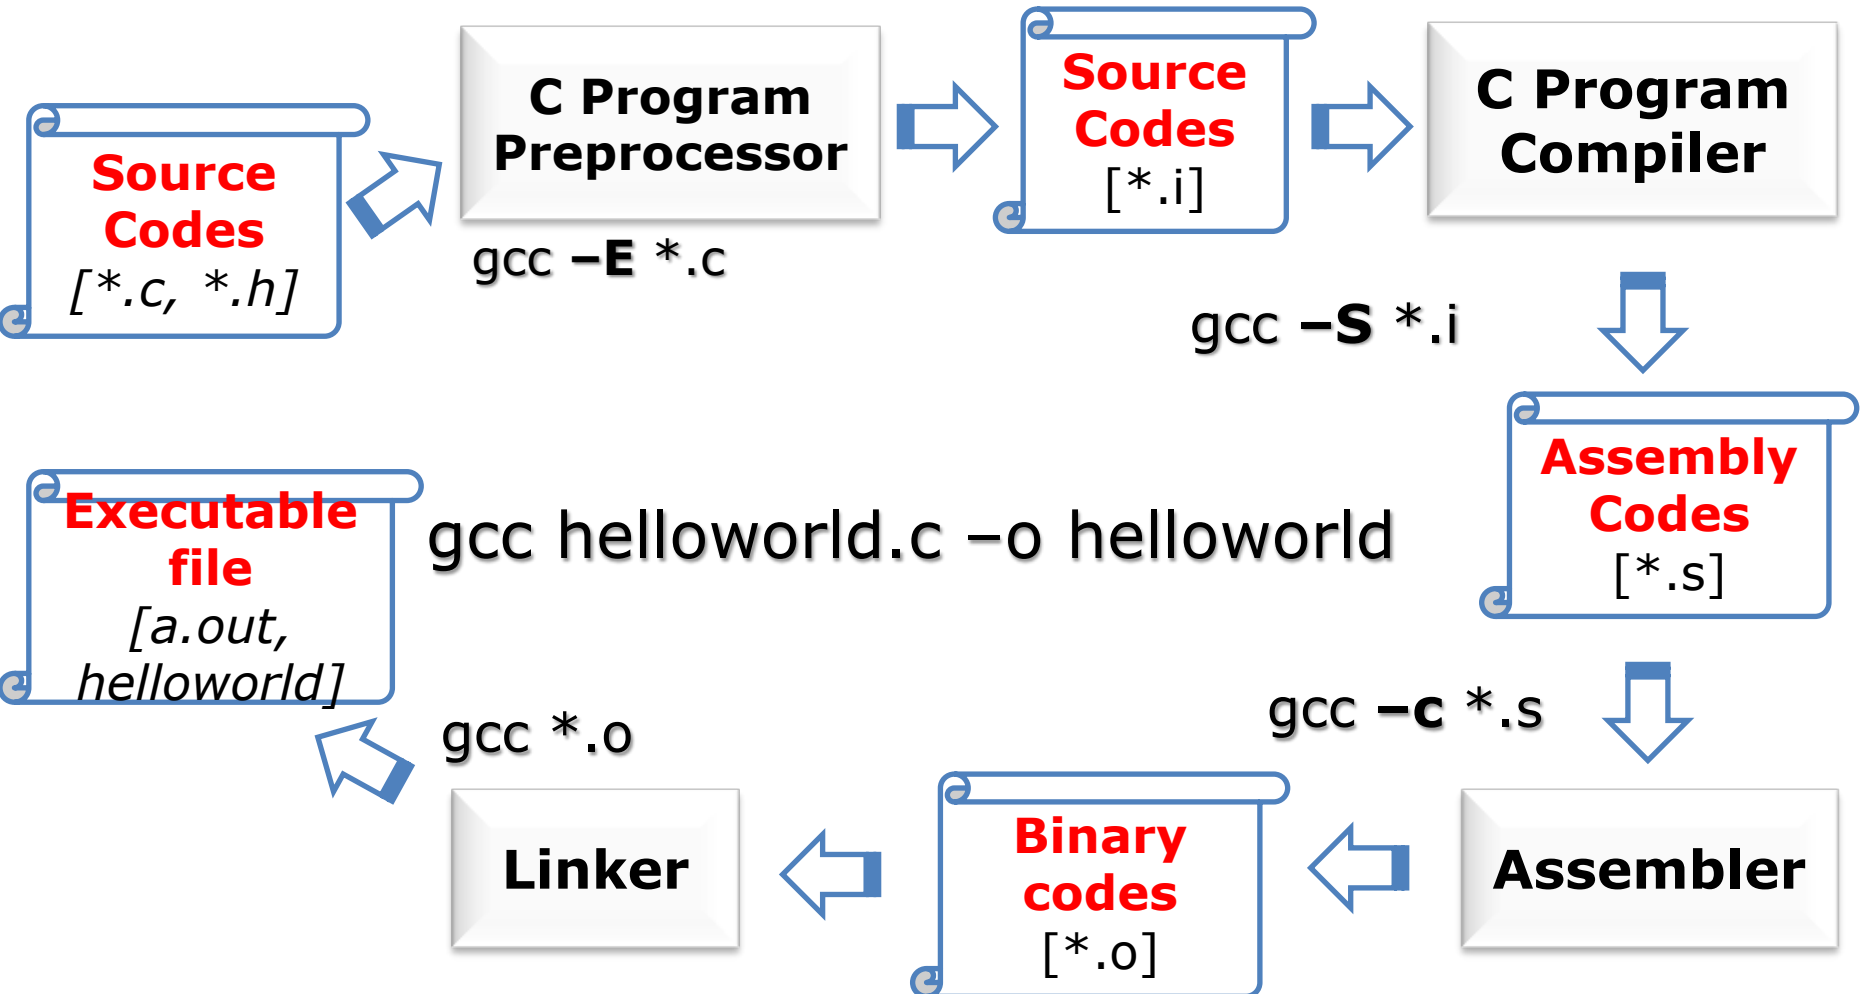 Source
Codes
[*.c, *.h]
C Program
Preprocessor
gcc –E *.c
Source
Codes
[*.i]
C Program
Compiler
gcc –S *.i
Assembly
Codes
[*.s]
gcc –c *.s
Assembler
Binary
codes
[*.o]
Linker
gcc *.o
Executable
file
[a.out,
helloworld]
gcc helloworld.c –o helloworld